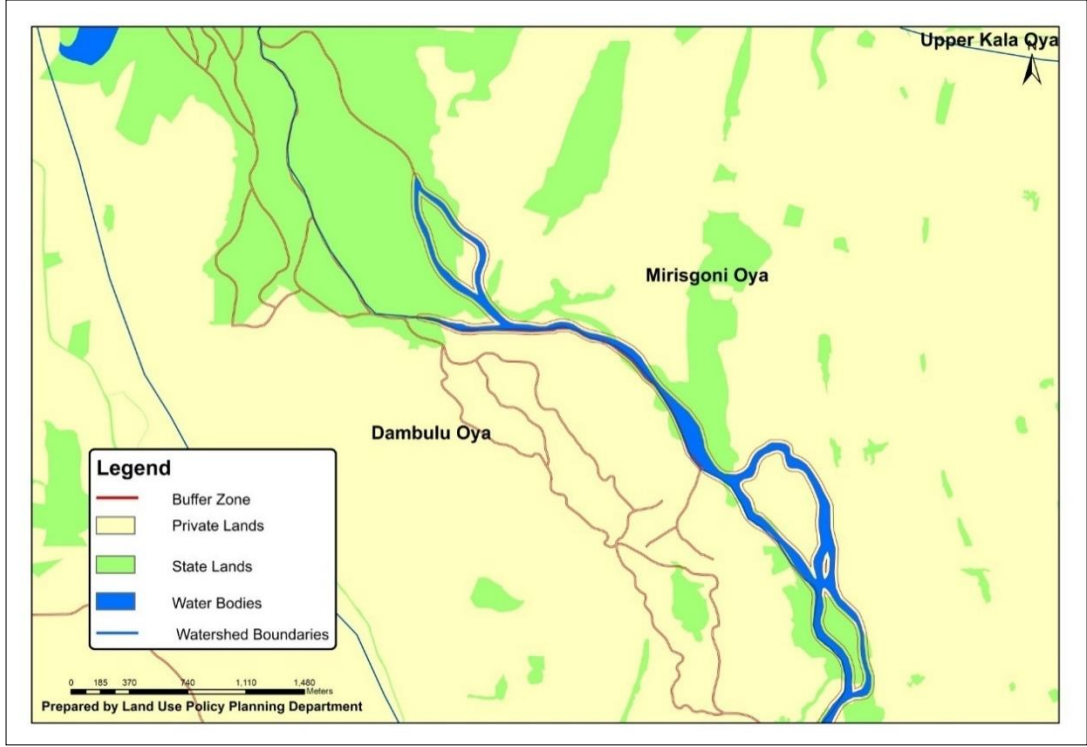 Upper Kala Oya
N
Mirisgoni Oya
Dambulu Oya
Legend
Buffer Zone
Private Lands
State Lands
Water Bodies
Watershed Boundaries
0 185 370 740 1,110 1,480
Meters
Prepared by Land Use Policy Planning Department